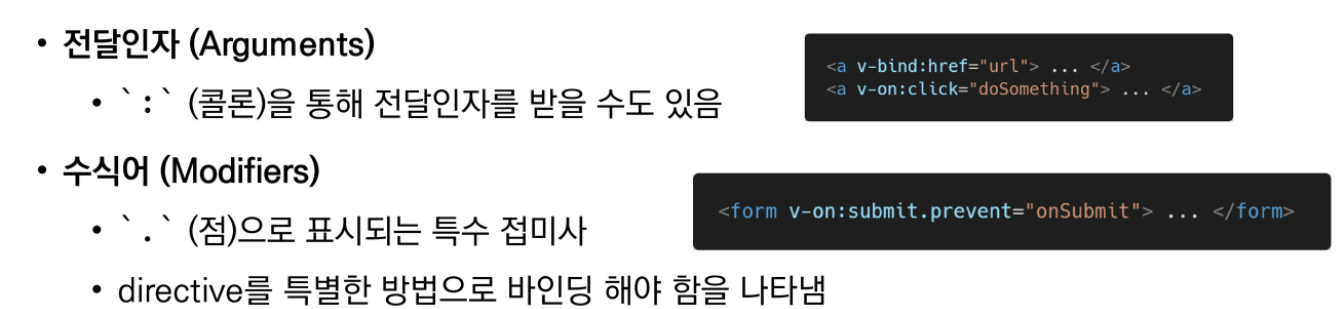 • 전달인자 (Arguments)
<a v-bind:href="url"> ... </a>
<a v-on:click="doSomething"> ... </a>
• `:` (콜론)을 통해 전달인자를 받을 수도 있음
• 수식어 (Modifiers)
<form v-on:submit.prevent="onSubmit"> ... </form>
• `.` (점)으로 표시되는 특수 접미사
• directive를 특별한 방법으로 바인딩 해야 함을 나타냄